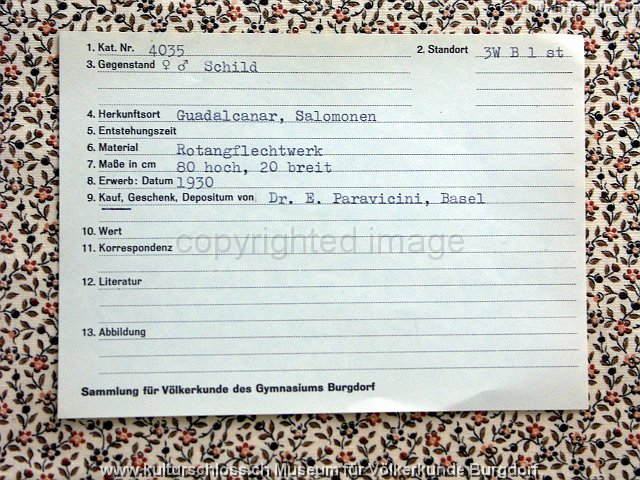 1. Kat. Nr. 4035 2. Standort 3W B 1 st
3. Gegenstand ♀ ♂ Schild
4. Herkunftsort Guadalcanar, Salomonen
5. Entstehungszeit
6. Material Rotangflechtwerk
7. Maße in cm 80 hoch, 20 breit
8. Erwerb: Datum 1930
9. Kauf, Geschenk, Depositum von Dr. E. Paravicini, Basel
10. Wert
11. Korrespondenz
copyrighted image
12. Literatur
13. Abbildung
Sammlung für Völkerkunde des Gymnasiums Burgdorf
www.kulturschloss.ch Museum für Völkerkunde Burgdorf